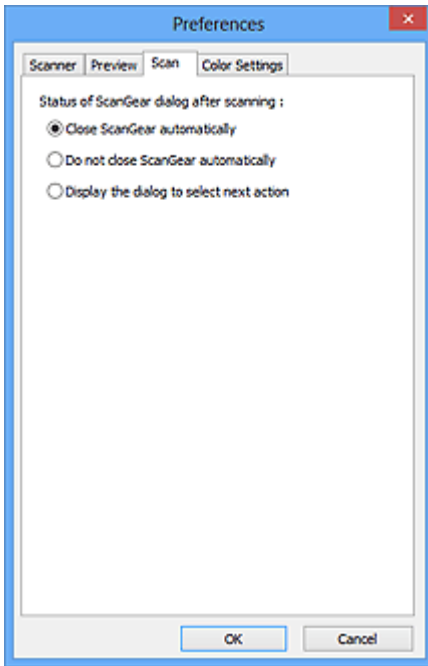 Preferences
Scanner Preview Scan Color Settings
Status of ScanGear dialog after scanning :
Close ScanGear automatically
Do not close ScanGear automatically
Display the dialog to select next action
OK Cancel